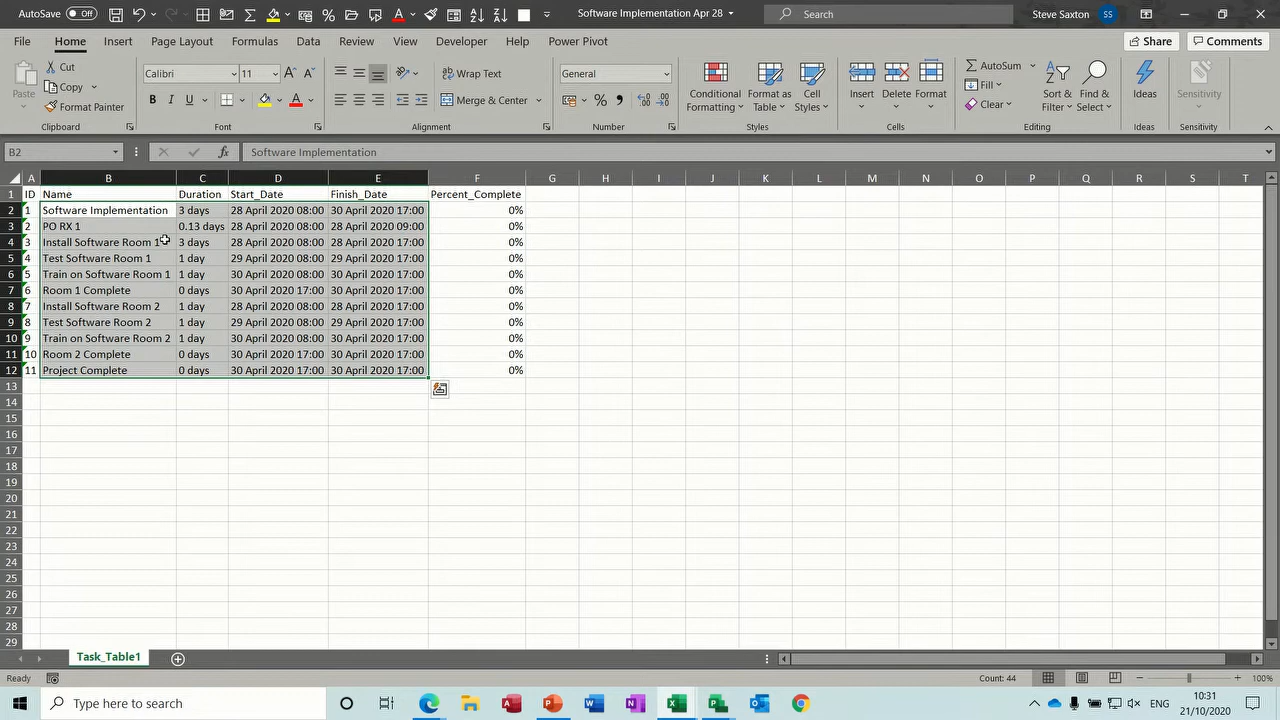 AutoSave Off
Software Implementation Apr 28
Search
Steve Saxton SS
File Home Insert Page Layout Formulas Data Review View Developer Help Power Pivot
Share Comments
Paste
Cut
Copy
Format Painter
Clipboard
Calibri 11
B I U
Font
Wrap Text
Merge & Center
Alignment
General
Number
Conditional Formatting
Format as Table
Cell Styles
Styles
Insert Delete Format
Cells
AutoSum
Fill
Clear
Sort & Filter
Find & Select
Editing
Ideas
Ideas
Sensitivity
Sensitivity
B2 fx Software Implementation
A B C D E F G H I J K L M N O P Q R S T
1 ID Name Duration Start_Date Finish_Date Percent_Complete
2 1 Software Implementation 3 days 28 April 2020 08:00 30 April 2020 17:00 0%
3 2 PO RX 1 0.13 days 28 April 2020 08:00 28 April 2020 09:00 0%
4 3 Install Software Room 1 3 days 28 April 2020 08:00 28 April 2020 17:00 0%
5 4 Test Software Room 1 1 day 29 April 2020 08:00 29 April 2020 17:00 0%
6 5 Train on Software Room 1 1 day 30 April 2020 08:00 30 April 2020 17:00 0%
7 6 Room 1 Complete 0 days 30 April 2020 17:00 30 April 2020 17:00 0%
8 7 Install Software Room 2 1 day 28 April 2020 08:00 28 April 2020 17:00 0%
9 8 Test Software Room 2 1 day 29 April 2020 08:00 29 April 2020 17:00 0%
10 9 Train on Software Room 2 1 day 30 April 2020 08:00 30 April 2020 17:00 0%
11 10 Room 2 Complete 0 days 30 April 2020 17:00 30 April 2020 17:00 0%
12 11 Project Complete 0 days 30 April 2020 17:00 30 April 2020 17:00 0%
13
14
15
16
17
18
19
20
21
22
23
24
25
26
27
28
29
Task_Table1
Ready
Count: 44
100%
Type here to search
10:31
21/10/2020